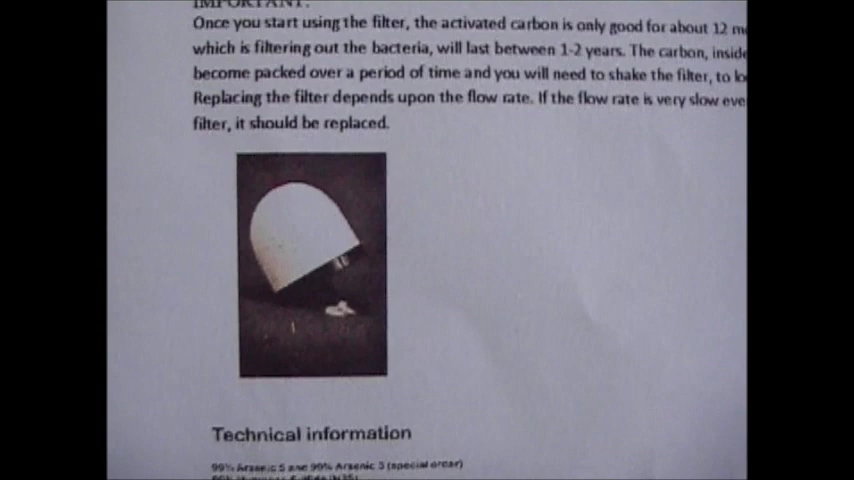 IMPORTANT:
Once you start using the filter, the activated carbon is only good for about 12
which is filtering out the bacteria, will last between 1-2 years. The carbon, inside
become packed over a period of time and you will need to shake the filter, to
Replacing the filter depends upon the flow rate. If the flow rate is very slow
filter, it should be replaced.
Technical information
99% Arsenic 5 and 99% Arsenic 3 (special order)